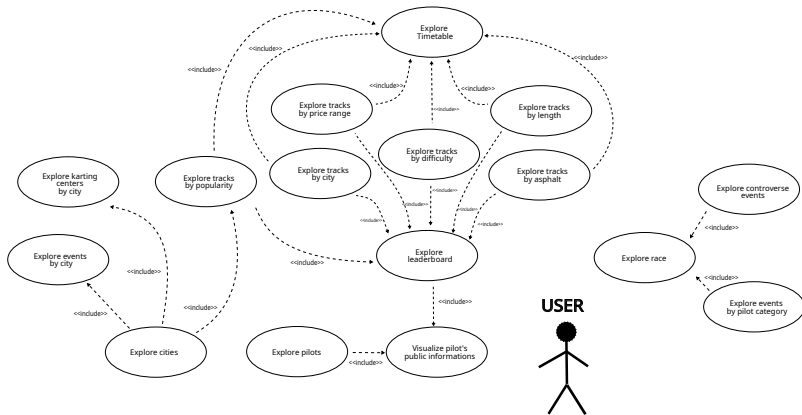 Explore
Timetable
<<include>>
<<include>>
<<include>>
<<include>>
<<include>>
<<include>>
Explore tracks
by price range
Explore tracks
by length
Explore tracks
by difficulty
Explore tracks
by city
Explore tracks
by asphalt
Explore karting
centers
by city
Explore tracks
by popularity
Explore controverse
events
<<include>>
<<include>>
<<include>>
<<include>>
<<include>>
Explore events
by city
Explore
leaderboard
Explore race
<<include>>
<<include>>
<<include>>
<<include>>
<<include>>
<<include>>
<<include>>
Explore events
by pilot category
USER
Explore cities
Explore pilots
<<include>>
Visualize pilot's
public informations